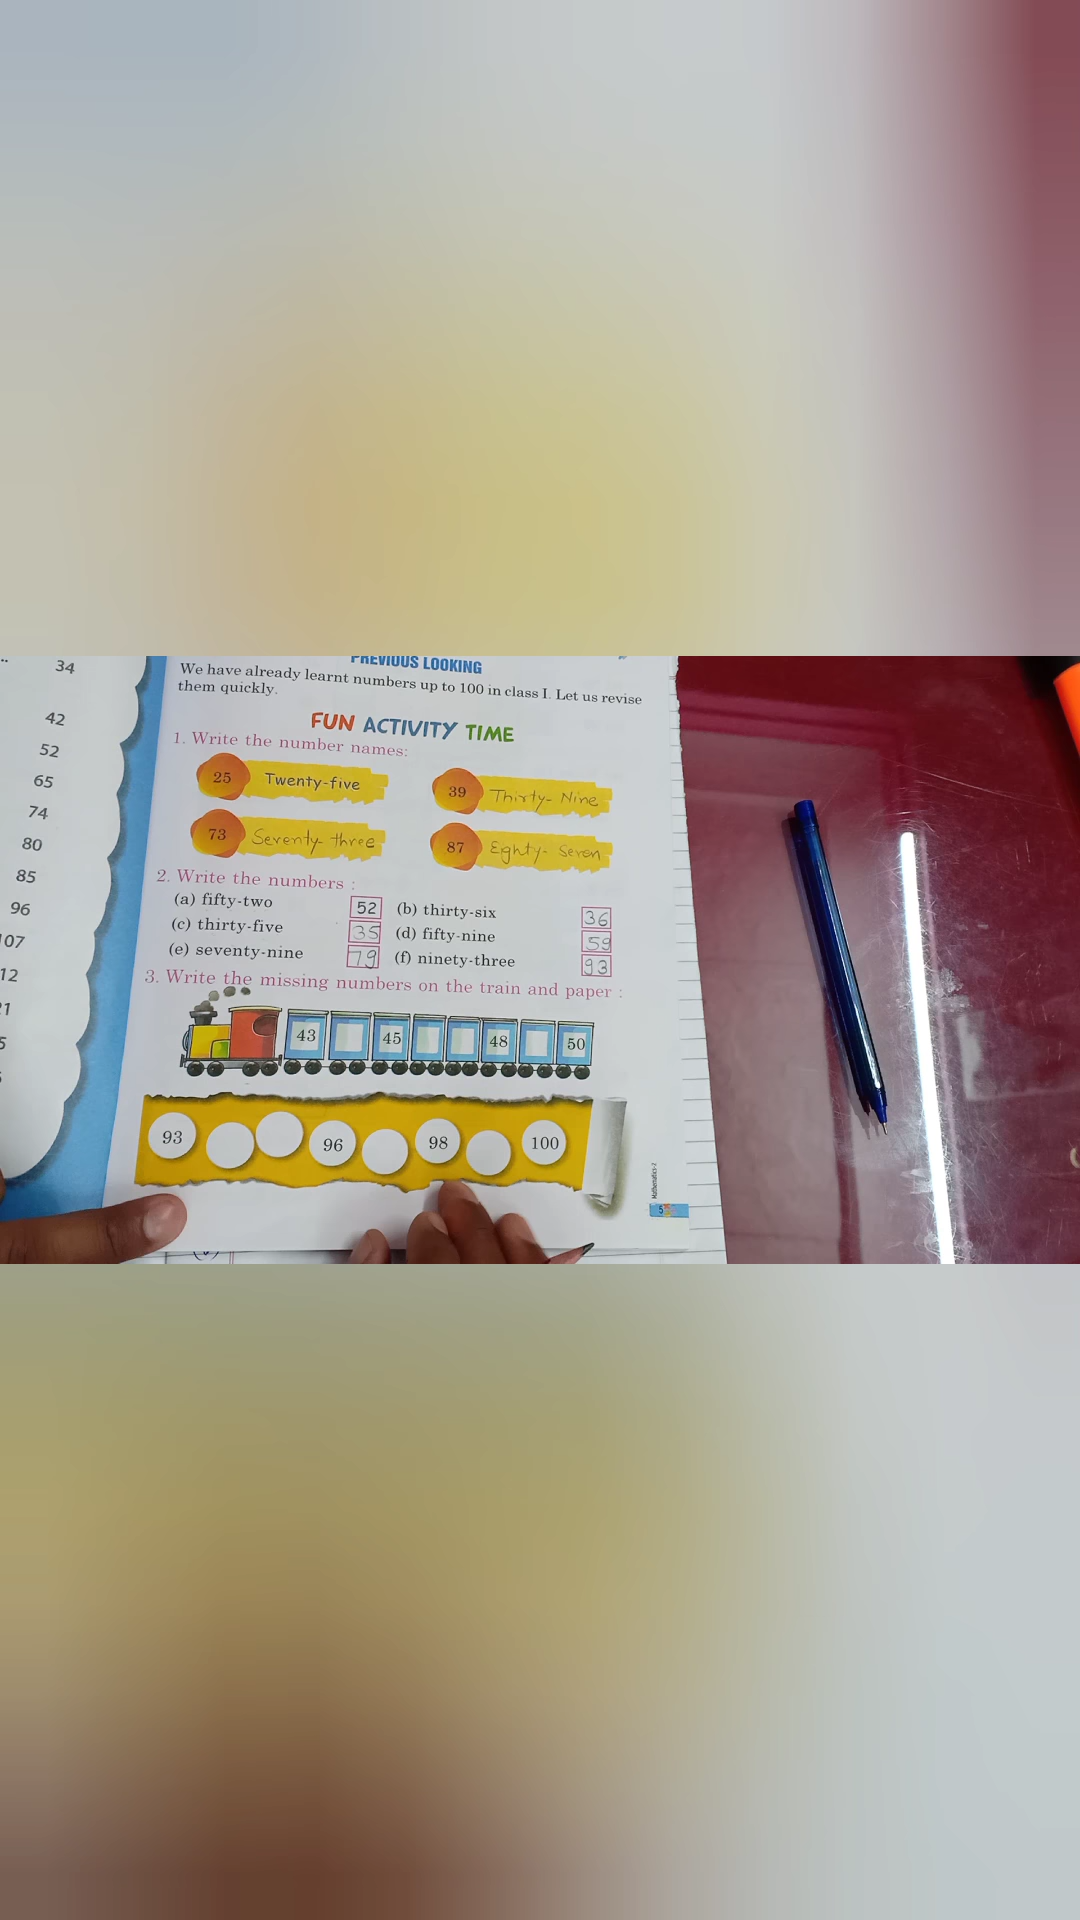 34
42
52
65
74
80
85
96
107
12
PREVIOUS LOOKING
We have already learnt numbers up to 100 in class I. Let us revise
them quickly.
FUN ACTIVITY TIME
1. Write the number names:
25 Twenty-five 39 Thirty- Nine
73 Seventy- three 87 Eighty- Seven
2. Write the numbers :
(a) fifty-two 52 (b) thirty-six 36
(c) thirty-five 35 (d) fifty-nine 59
(e) seventy-nine 79 (f) ninety-three 93
3. Write the missing numbers on the train and paper :
43 45 48 50
93 96 98 100
Mathematics-2
5